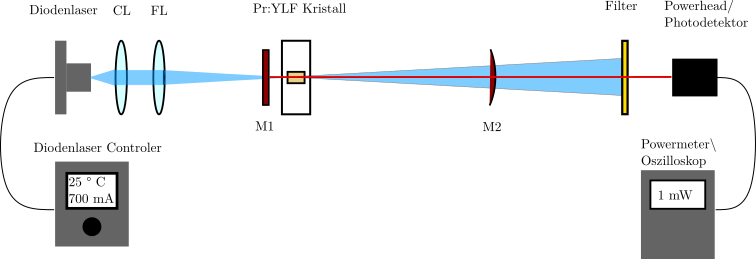 Diodenlaser
CL
FL
Pr:YLF Kristall
Filter
Powerhead/
Photodetektor
M1
M2
Diodenlaser Controler
25 ° C
700 mA
Powermeter\
Oszilloskop
1 mW